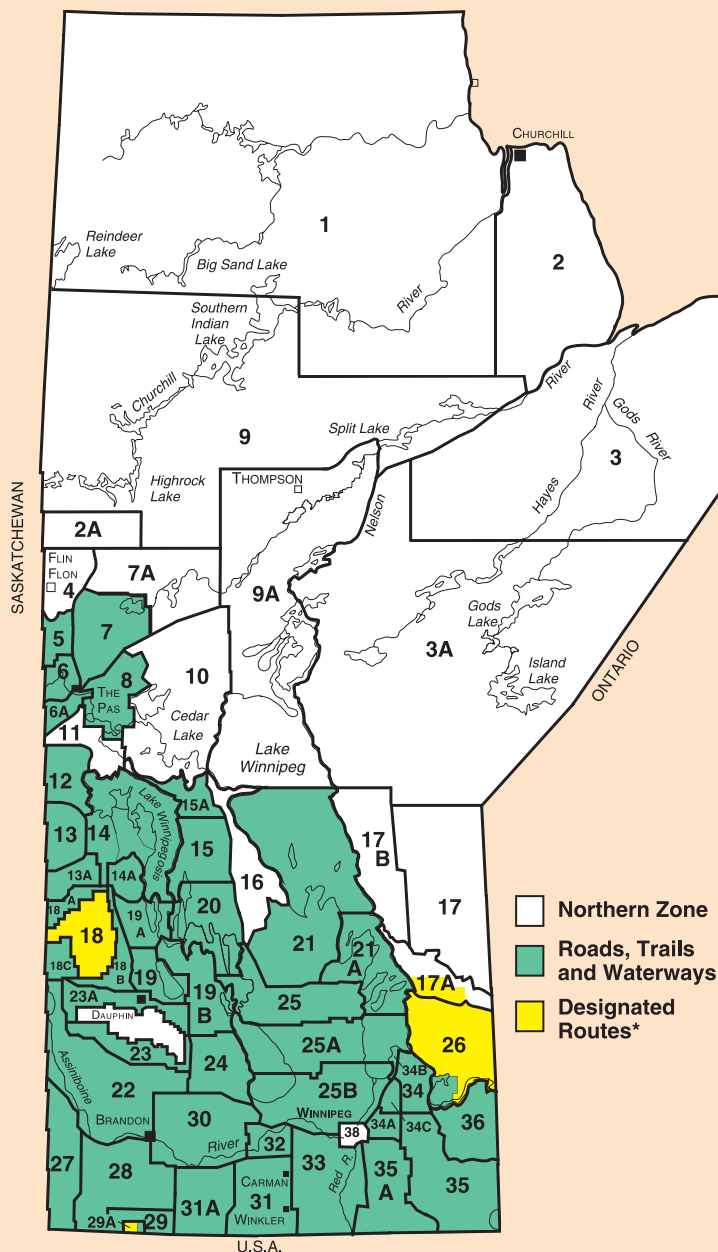 CHURCHILL
1
Reindeer
Lake
Big Sand Lake
2
Southern
Indian
Lake
River
River
River
Gods
River
Churchill
Split Lake
9
3
Highrock
Lake
THOMPSON
Hayes
Nelson
SASKATCHEWAN
2A
FLIN
FLON
4
7A
9A
Gods
Lake
5
7
3A
Island
Lake
ONTARIO
6
8
10
THE
PAS
6A
Cedar
Lake
11
Lake
Winnipeg
12
Lake Winnipegosis
15A
13
14
15
17
B
16
17
13A
14A
18
A
19
A
20
Northern Zone
18
21
21
A
Roads, Trails
and Waterways
18C
18
B
19
17A
23A
19
B
25
Designated
Routes*
DAUPHIN
26
23
24
25A
34B
Assiniboine
22
25B
34
BRANDON
30
WINNIPEG
34A
34C
36
River
32
38
27
28
CARMAN
33
Red R.
35
A
35
31A
31
WINKLER
29A
29
U.S.A.